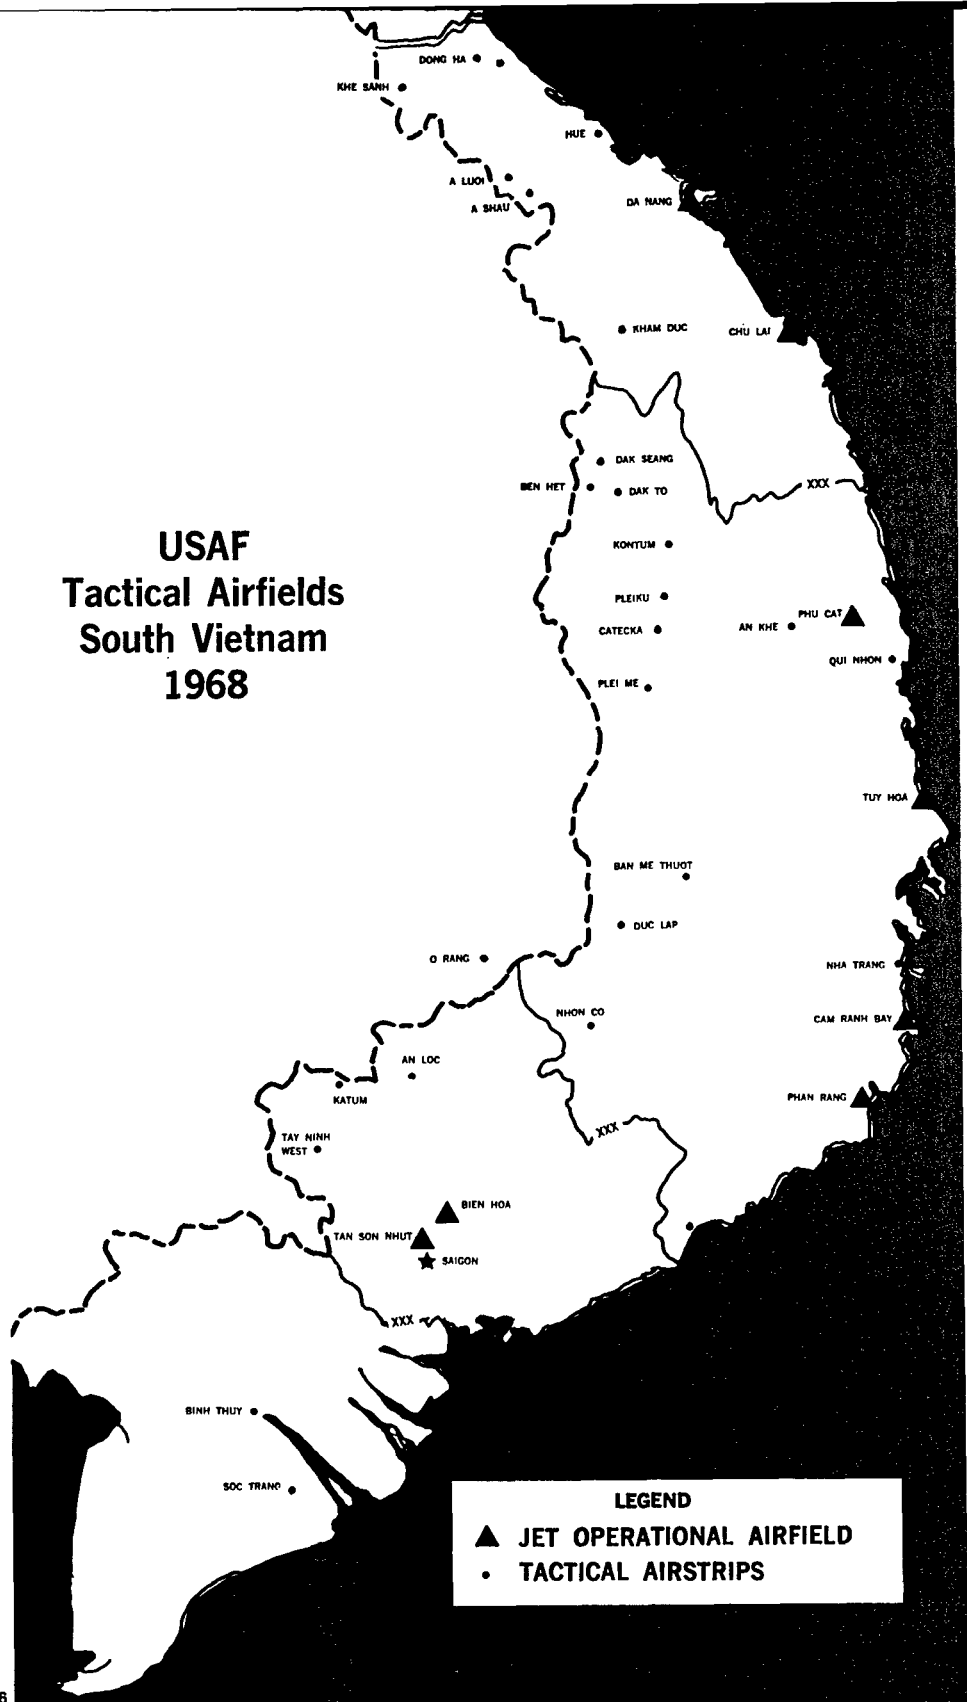 DONG HA
KHE SANH
HUE
A LUOI
A SHAU
DA NANG
KHAM DUC
CHU LAI
DAK SEANG
BEN HET
DAK TO
XXX
KONTUM
USAF
Tactical Airfields
South Vietnam
1968
PLEIKU
PHU CAT
CATECKA
AN KHE
QUI NHON
PLEI ME
TUY HOA
BAN ME THUOT
DUC LAP
O RANG
NHA TRANG
NHON CO
CAM RANH BAY
AN LOC
KATUM
PHAN RANG
TAY NINH
WEST
XXX
BIEN HOA
TAN SON NHUT
SAIGON
XXX
BINH THUY
SOC TRANG
LEGEND
JET OPERATIONAL AIRFIELD
TACTICAL AIRSTRIPS
6